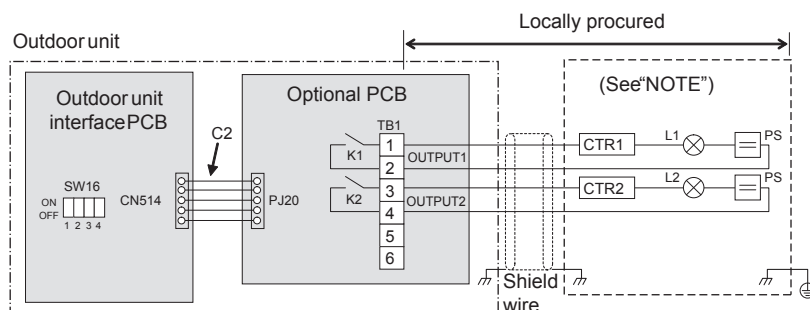 Locally procured
Outdoor unit
Outdoor unit
interface PCB
Optional PCB
(See“NOTE”)
C2
TB1
K1
1
OUTPUT1
CTR1
L1
PS
2
SW16
CN514
PJ20
K2
3
OUTPUT2
CTR2
L2
PS
ON
OFF
1 2 3 4
4
5
6
Shield
wire